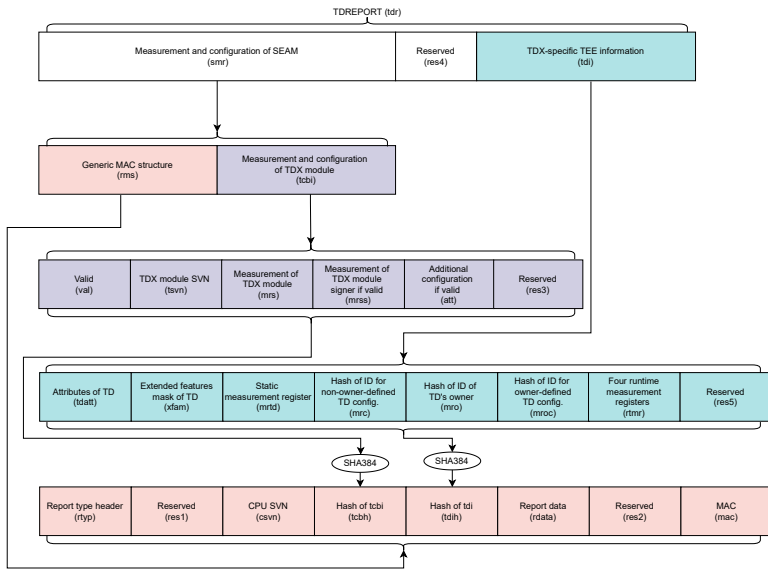 TDREPORT (tdr)
Measurement and configuration of SEAM
(smr)
Reserved
(res4)
TDX-specific TEE information
(tdi)
Generic MAC structure
(rms)
Measurement and configuration
of TDX module
(tcbi)
Valid
(val)
TDX module SVN
(tsvn)
Measurement of
TDX module
(mrs)
Measurement of
TDX module
signer if valid
(mrss)
Additional
configuration
if valid
(att)
Reserved
(res3)
Attributes of TD
(tdatt)
Extended features
mask of TD
(xfam)
Static
measurement register
(mrtd)
Hash of ID for
non-owner-defined
TD config.
(mrc)
Hash of ID of
TD's owner
(mro)
Hash of ID for
owner-defined
TD config.
(mroc)
Four runtime
measurement
registers
(rtmr)
Reserved
(res5)
SHA384
SHA384
Report type header
(rtyp)
Reserved
(res1)
CPU SVN
(csvn)
Hash of tcbi
(tcbh)
Hash of tdi
(tdih)
Report data
(rdata)
Reserved
(res2)
MAC
(mac)